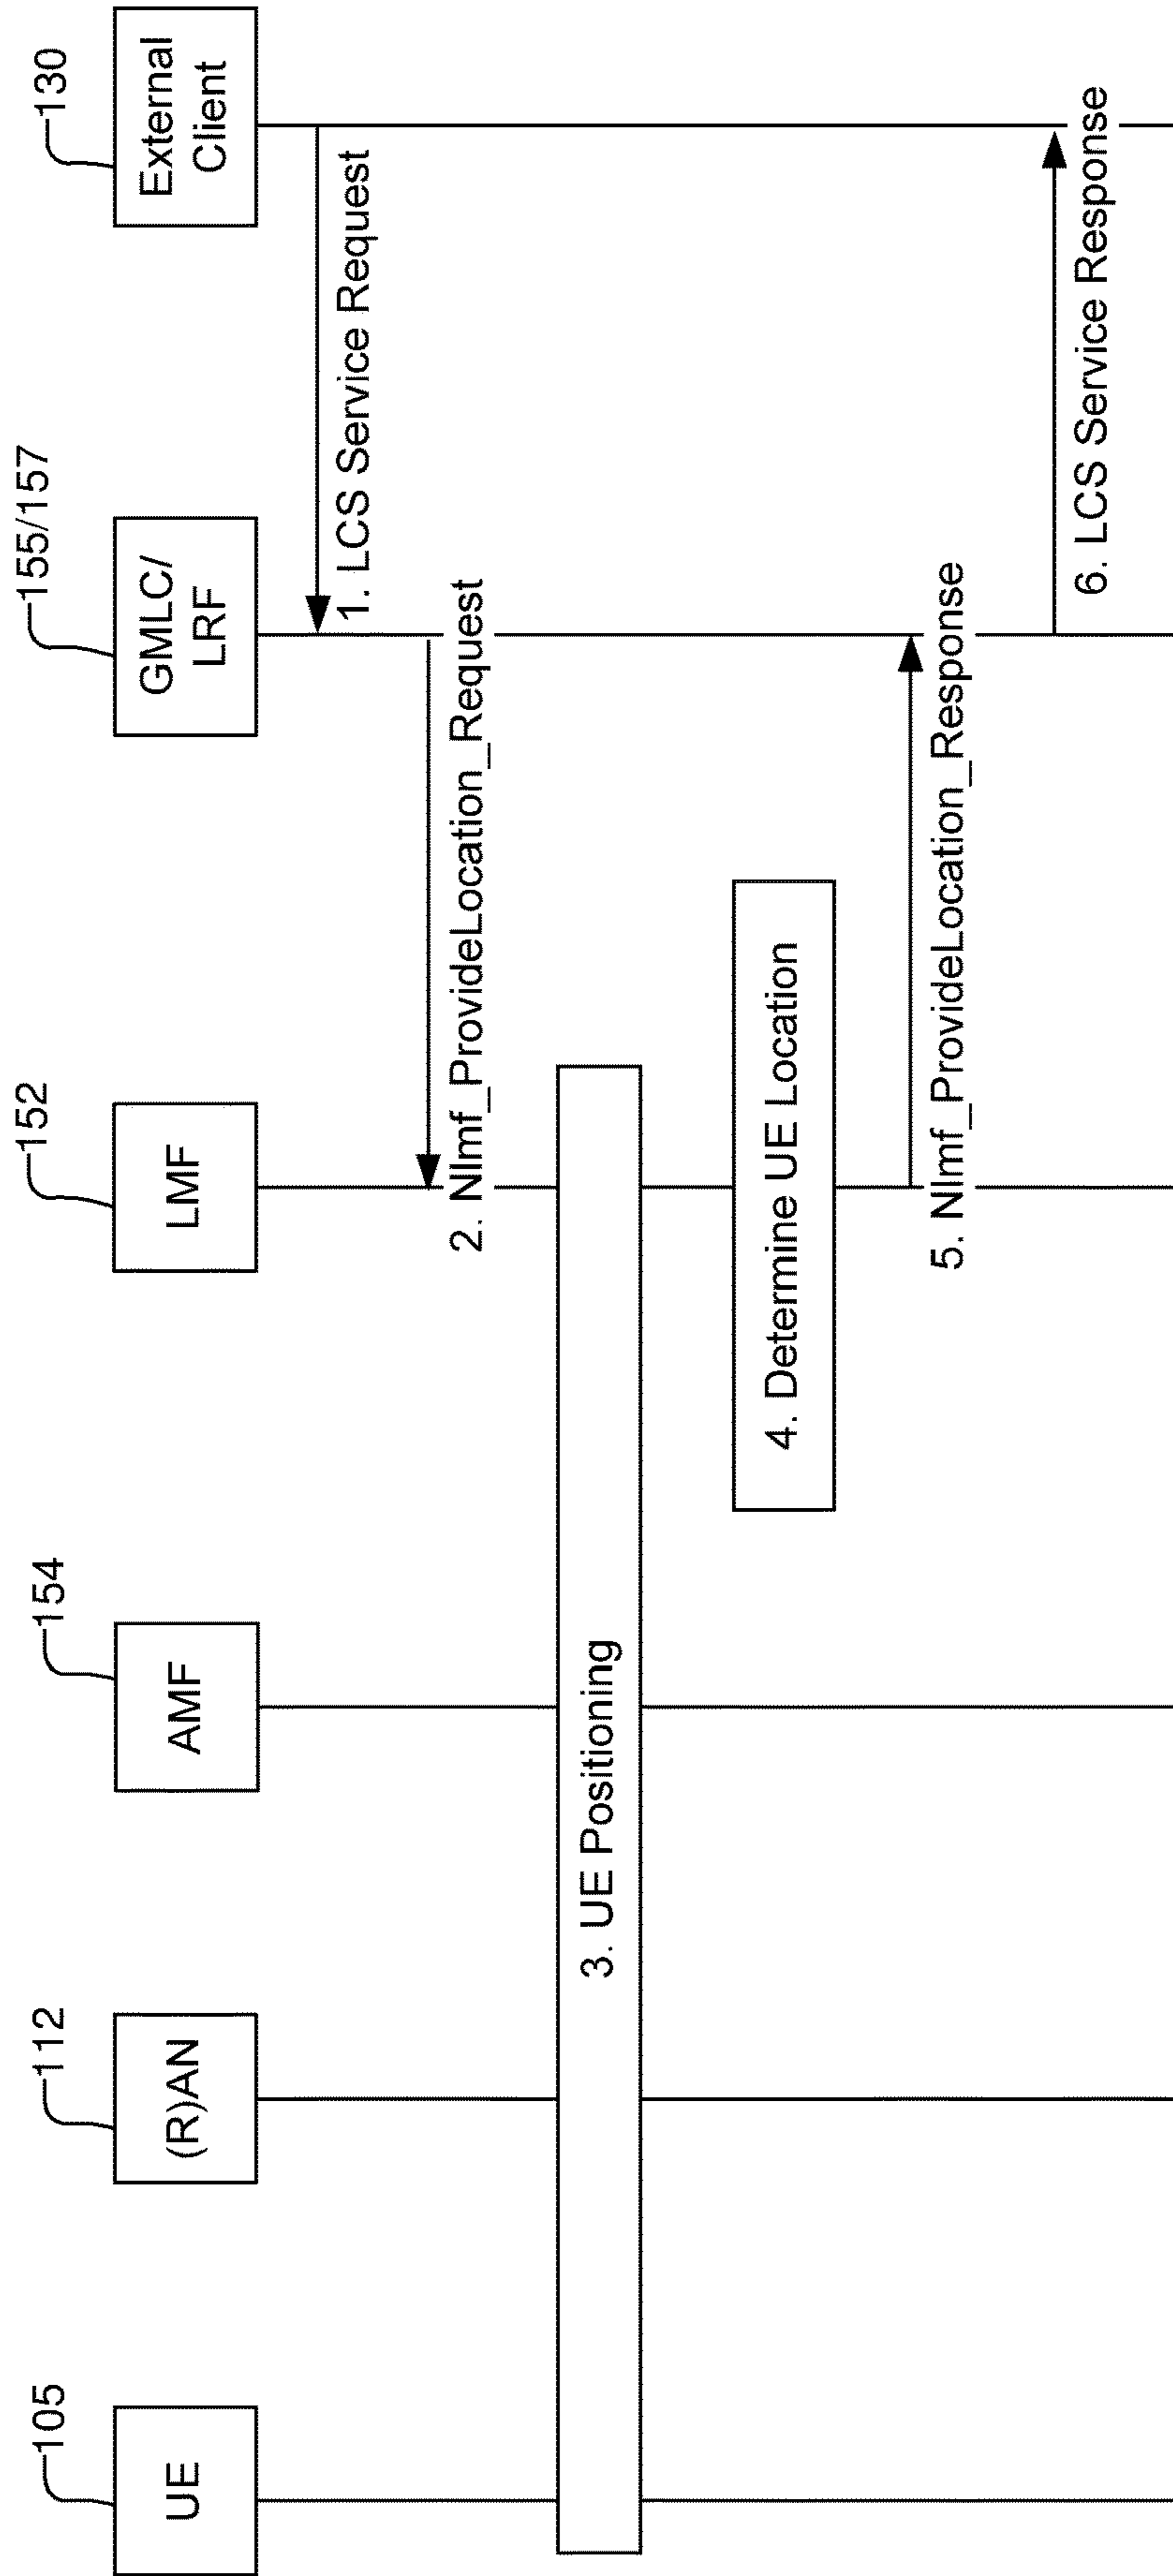 105
112
154
152
155/157
130
UE
(R)AN
AMF
LMF
GMLC/
LRF
External
Client
1. LCS Service Request
2. Nlmf_ProvideLocation_Request
3. UE Positioning
4. Determine UE Location
5. Nlmf_ProvideLocation_Response
6. LCS Service Response